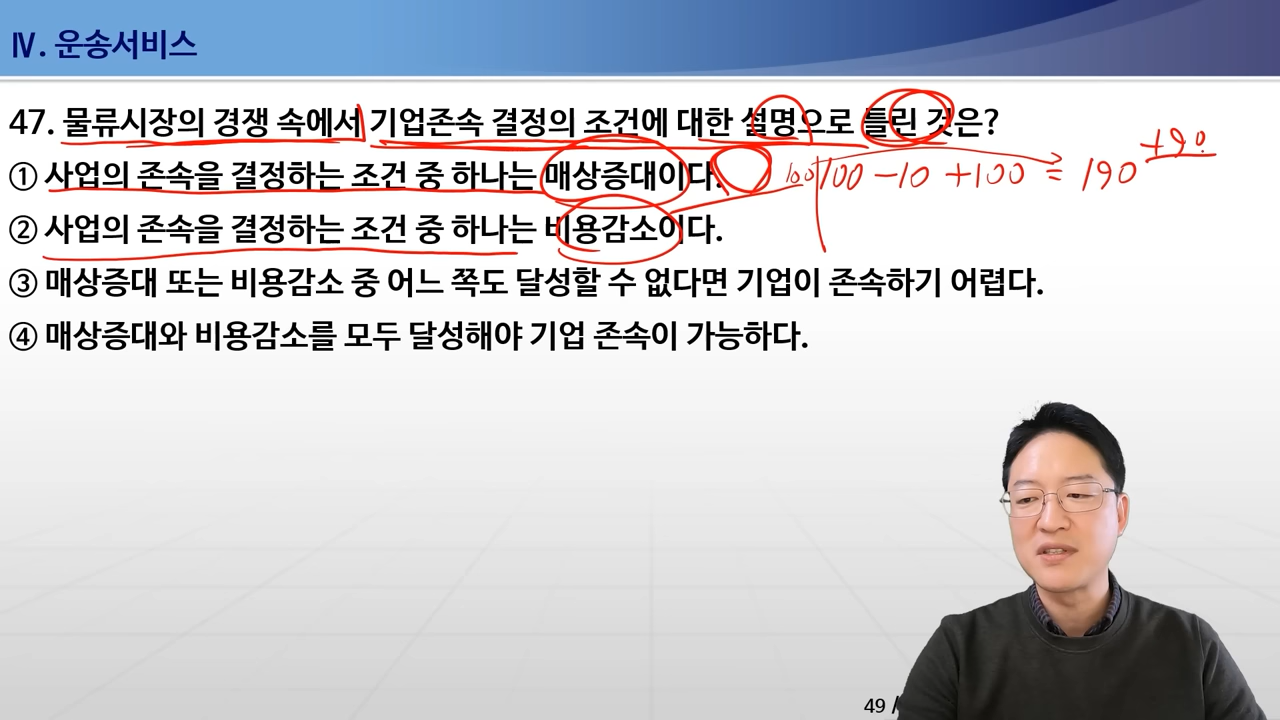 Ⅳ. 운송서비스
47. 물류시장의 경쟁 속에서 기업존속 결정의 조건에 대한 설명으로 틀린 것은?
+90
① 사업의 존속을 결정하는 조건 중 하나는 매상증대이다.
100 100 - 10 + 100 = 190
② 사업의 존속을 결정하는 조건 중 하나는 비용감소이다.
③ 매상증대 또는 비용감소 중 어느 쪽도 달성할 수 없다면 기업이 존속하기 어렵다.
④ 매상증대와 비용감소를 모두 달성해야 기업 존속이 가능하다.
49 /